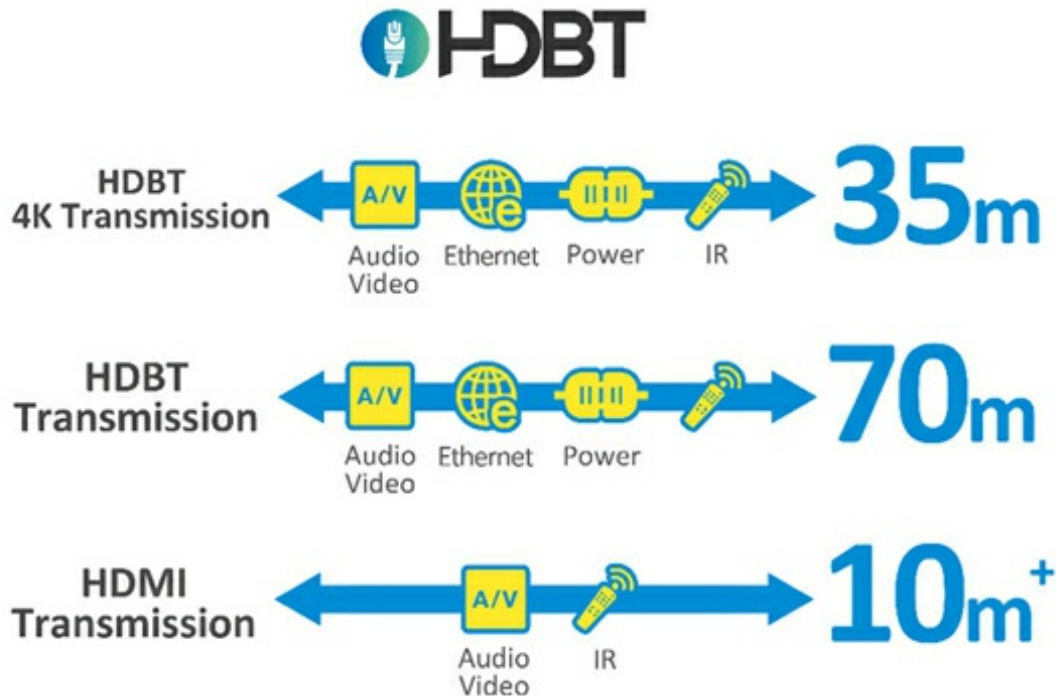 HDBT
HDBT
4K Transmission
A/V
e
Audio
Video
Ethernet
Power
IR
35m
HDBT
Transmission
A/V
e
Audio
Video
Ethernet
Power
70m
HDMI
Transmission
A/V
Audio
Video
IR
10m+